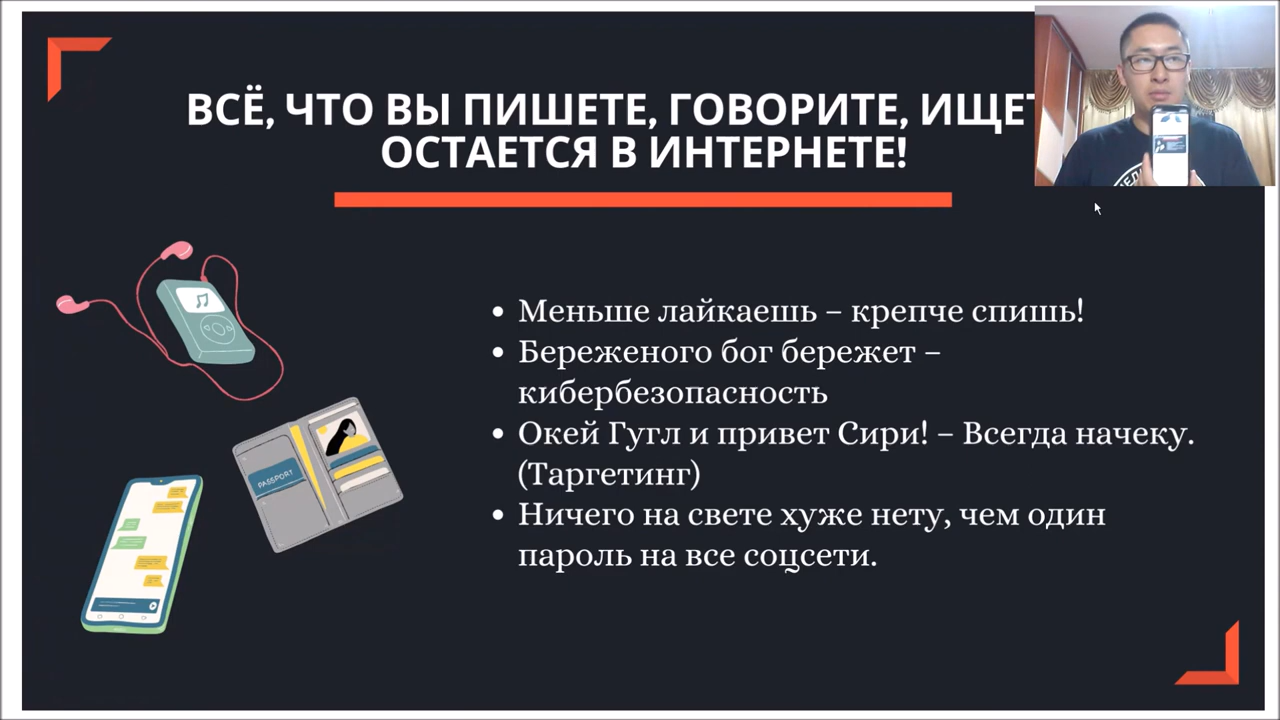 ВСЁ, ЧТО ВЫ ПИШЕТЕ, ГОВОРИТЕ,
ОСТАЕТСЯ В ИНТЕРНЕТЕ!
• Меньше лайкаешь – крепче спишь!
• Береженого бог бережет –
кибербезопасность
• Окей Гугл и привет Сири! – Всегда начеку.
(Таргетинг)
• Ничего на свете хуже нету, чем один
пароль на все соцсети.
PASSPORT